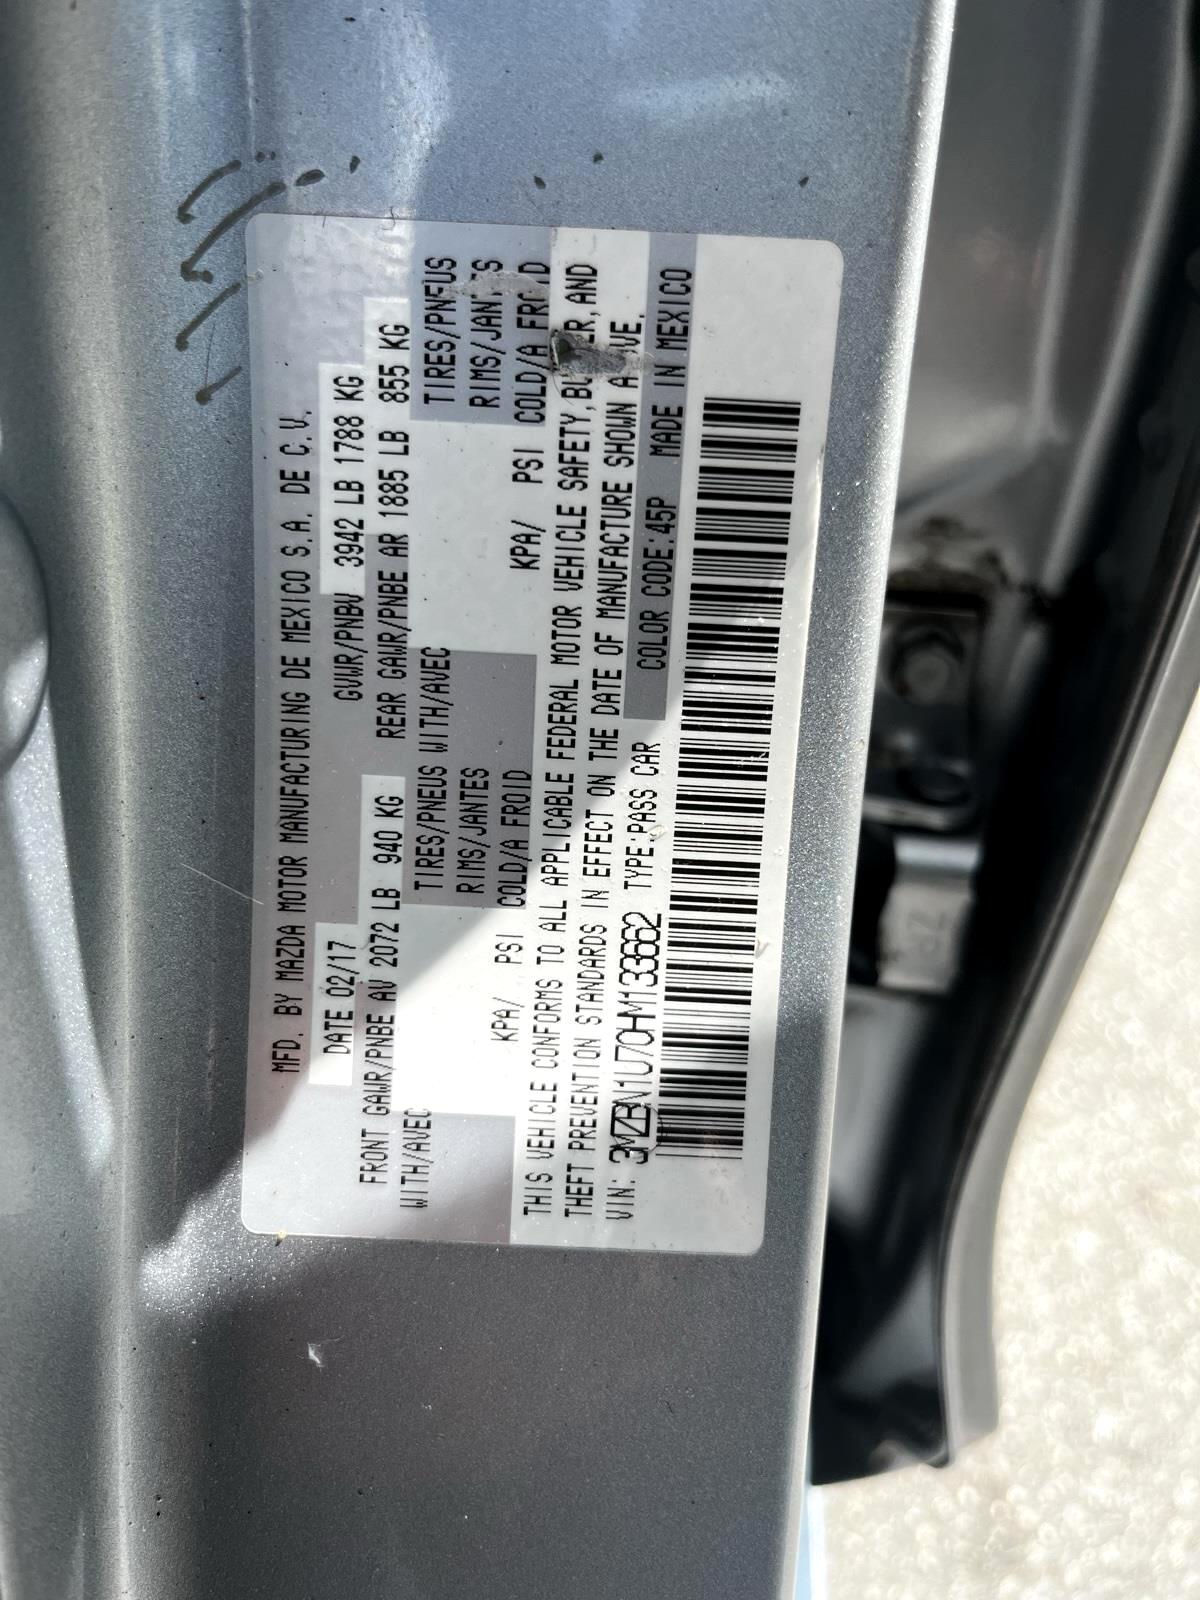 MFD. BY MAZDA MOTOR MANUFACTURING DE MEXICO S.A. DE C.V.
DATE 02/17 GVWR/PNBV 3942 LB 1788 KG
FRONT GAWR/PNBE AV 2072 LB 940 KG REAR GAWR/PNBE AR 1885 LB 855 KG
WITH/AVEC TIRES/PNEUS WITH/AVEC TIRES/PNEUS
RIMS/JANTES RIMS/JANTES
KPA/ PSI COLD/A FROID KPA/ PSI COLD/A FROID
THIS VEHICLE CONFORMS TO ALL APPLICABLE FEDERAL MOTOR VEHICLE SAFETY, BUMPER, AND
THEFT PREVENTION STANDARDS IN EFFECT ON THE DATE OF MANUFACTURE SHOWN ABOVE.
VIN: 3MZBN1U70HM133662 TYPE:PASS CAR COLOR CODE:45P MADE IN MEXICO